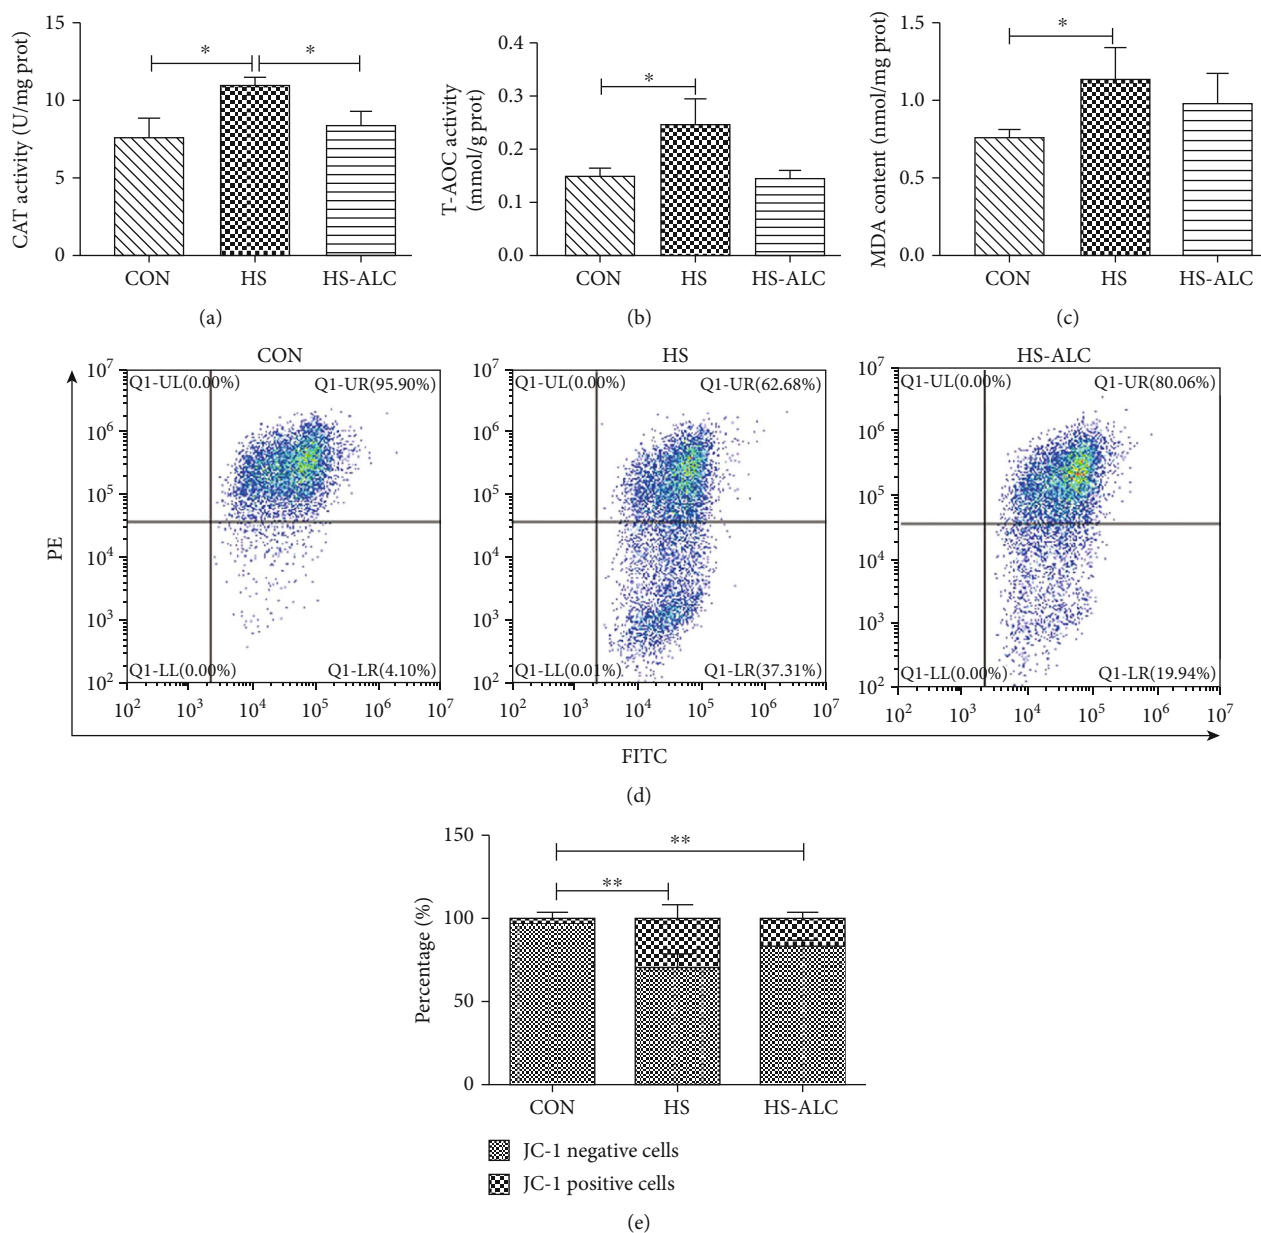 CAT activity (U/mg prot)
15
10
5
0
*
*
CON
HS
HS-ALC
(a)
T-AOC activity
(mmol/g prot)
0.4
0.3
0.2
0.1
0.0
*
CON
HS
HS-ALC
(b)
MDA content (nmol/mg prot)
1.5
1.0
0.5
0.0
*
CON
HS
HS-ALC
(c)
PE
CON
10⁷
10⁶
10⁵
10⁴
10³
10²
Q1-UL(0.00%)
Q1-UR(95.90%)
Q1-LL(0.00%)
Q1-LR(4.10%)
10² 10³ 10⁴ 10⁵ 10⁶ 10⁷
HS
10⁷
10⁶
10⁵
10⁴
10³
10²
Q1-UL(0.00%)
Q1-UR(62.68%)
Q1-LL(0.01%)
Q1-LR(37.31%)
10² 10³ 10⁴ 10⁵ 10⁶ 10⁷
HS-ALC
10⁷
10⁶
10⁵
10⁴
10³
10²
Q1-UL(0.00%)
Q1-UR(80.06%)
Q1-LL(0.00%)
Q1-LR(19.94%)
10² 10³ 10⁴ 10⁵ 10⁶ 10⁷
FITC
(d)
Percentage (%)
150
100
50
0
**
**
CON
HS
HS-ALC
JC-1 negative cells
JC-1 positive cells
(e)